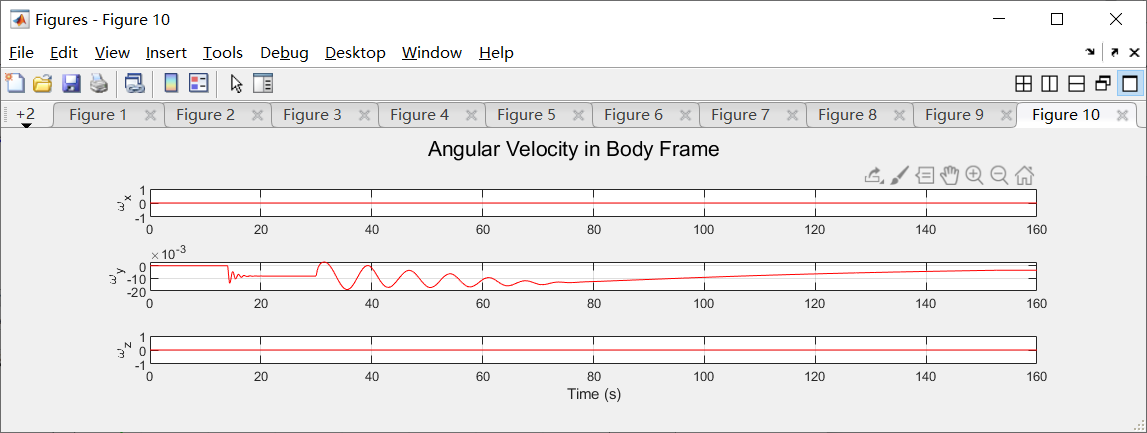 Figures - Figure 10
File Edit View Insert Tools Debug Desktop Window Help
+2 Figure 1 Figure 2 Figure 3 Figure 4 Figure 5 Figure 6 Figure 7 Figure 8 Figure 9 Figure 10
Angular Velocity in Body Frame
1
0
-1
ω_x
0 20 40 60 80 100 120 140 160
×10^-3
0
-10
-20
ω_y
0 20 40 60 80 100 120 140 160
1
0
-1
ω_z
0 20 40 60 80 100 120 140 160
Time (s)